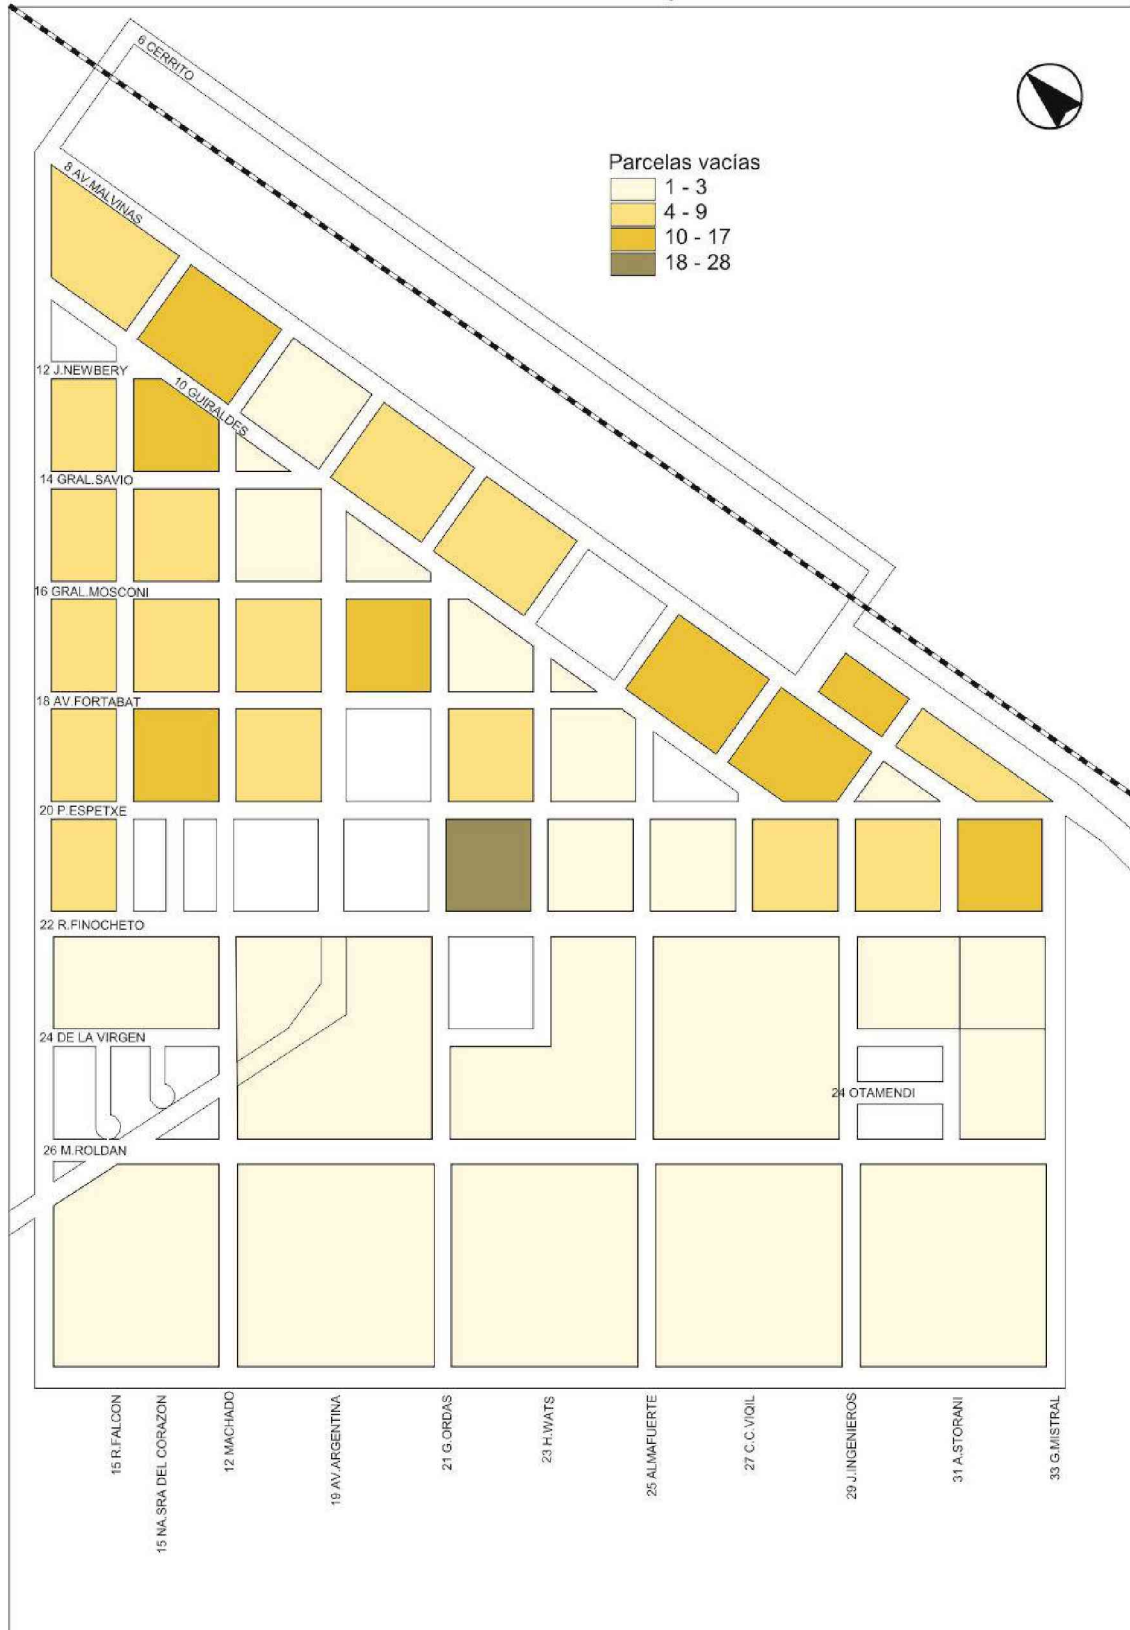 6 CERRITO
Parcelas vacías
1 - 3
4 - 9
10 - 17
18 - 28
8 AV.MALVINAS
12 J.NEWBERY
10 GUIRALDES
14 GRAL.SAVIO
16 GRAL.MOSCONI
18 AV.FORTABAT
20 P.ESPETXE
22 R.FINOCHETO
24 DE LA VIRGEN
24 OTAMENDI
26 M.ROLDAN
15 R.FALCON
15 NA.SRA DEL CORAZON
12 MACHADO
19 AV.ARGENTINA
21 G.ORDAS
23 H.WATS
25 ALMAFUERTE
27 C.C.VIQIL
29 J.INGENIEROS
31 A.STORANI
33 G.MISTRAL